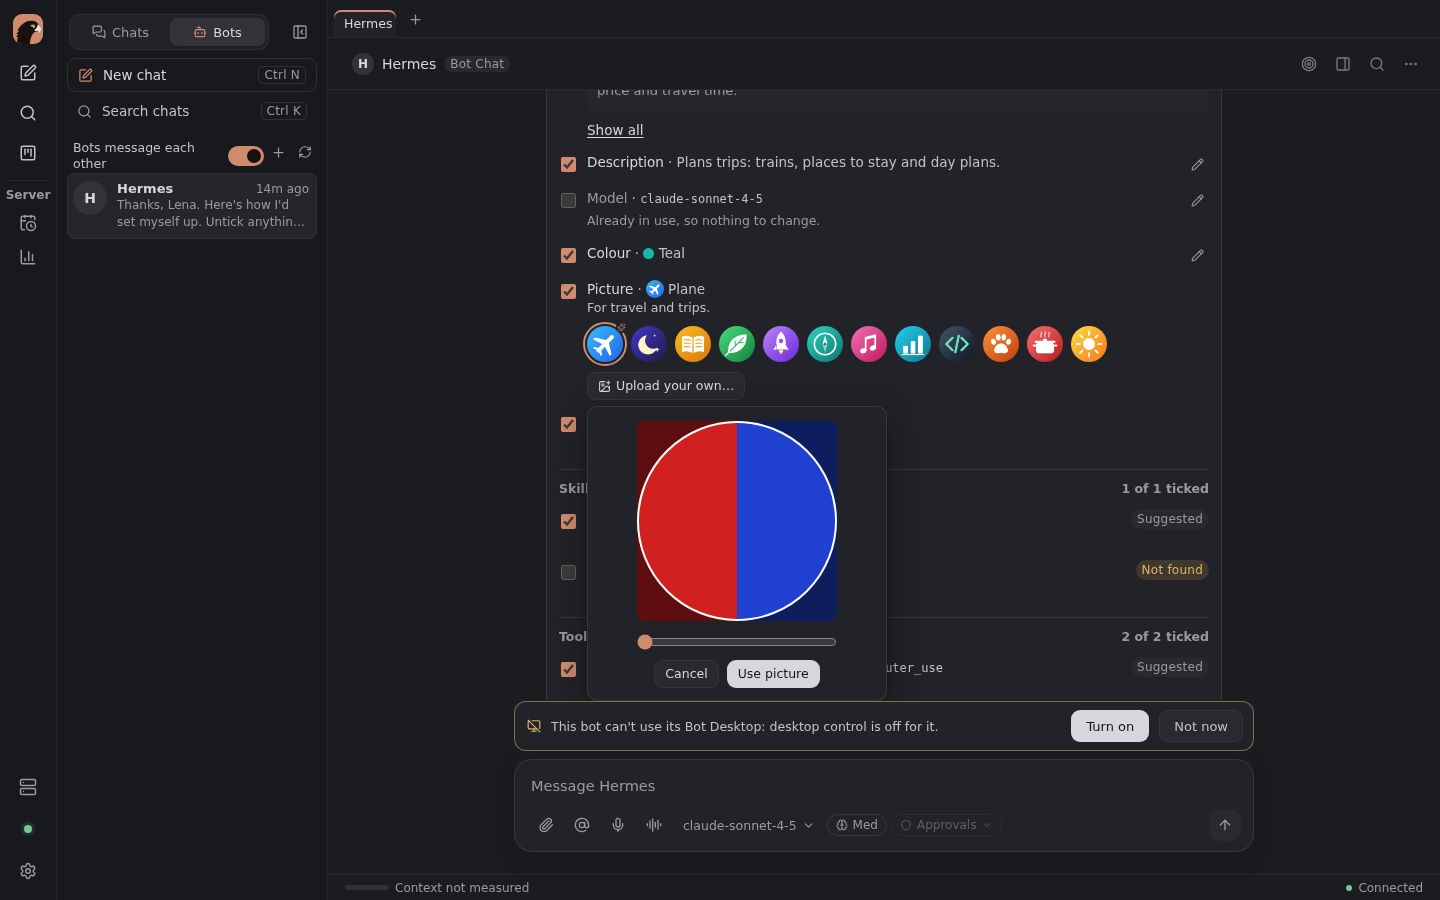 Chats
Bots
New chat
Ctrl N
Search chats
Ctrl K
Bots message each
other
Server
Hermes
14m ago
Thanks, Lena. Here's how I'd
set myself up. Untick anythin…
H
Hermes
H
Hermes
Bot Chat
price and travel time.
Show all
Description · Plans trips: trains, places to stay and day plans.
Model · claude-sonnet-4-5
Already in use, so nothing to change.
Colour · Teal
Picture · Plane
For travel and trips.
Upload your own…
1 of 1 ticked
Suggested
Not found
2 of 2 ticked
Suggested
Cancel
Use picture
This bot can't use its Bot Desktop: desktop control is off for it.
Turn on
Not now
Message Hermes
claude-sonnet-4-5
Med
Approvals
Context not measured
Connected